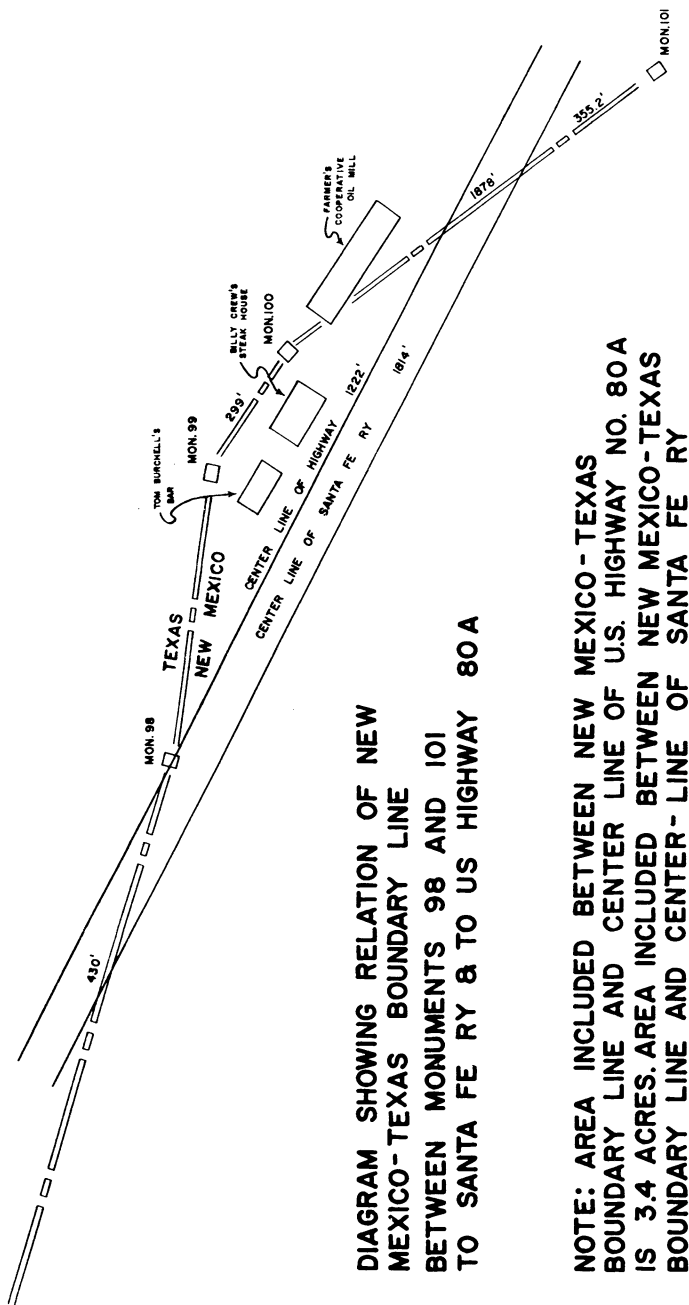 MON. 98
TEXAS
NEW MEXICO
430'
TOM BURCHELL'S
BAR
MON. 99
299'
BILLY CREW'S
STEAK HOUSE
MON.100
FARMER'S
COOPERATIVE
OIL MILL
CENTER LINE OF HIGHWAY 1222'
CENTER LINE OF SANTA FE RY 1814'
1878'
355.2'
MON.101
DIAGRAM SHOWING RELATION OF NEW
MEXICO-TEXAS BOUNDARY LINE
BETWEEN MONUMENTS 98 AND 101
TO SANTA FE RY & TO US HIGHWAY 80A
NOTE: AREA INCLUDED BETWEEN NEW MEXICO-TEXAS
BOUNDARY LINE AND CENTER LINE OF U.S. HIGHWAY NO. 80A
IS 3.4 ACRES. AREA INCLUDED BETWEEN NEW MEXICO-TEXAS
BOUNDARY LINE AND CENTER-LINE OF SANTA FE RY